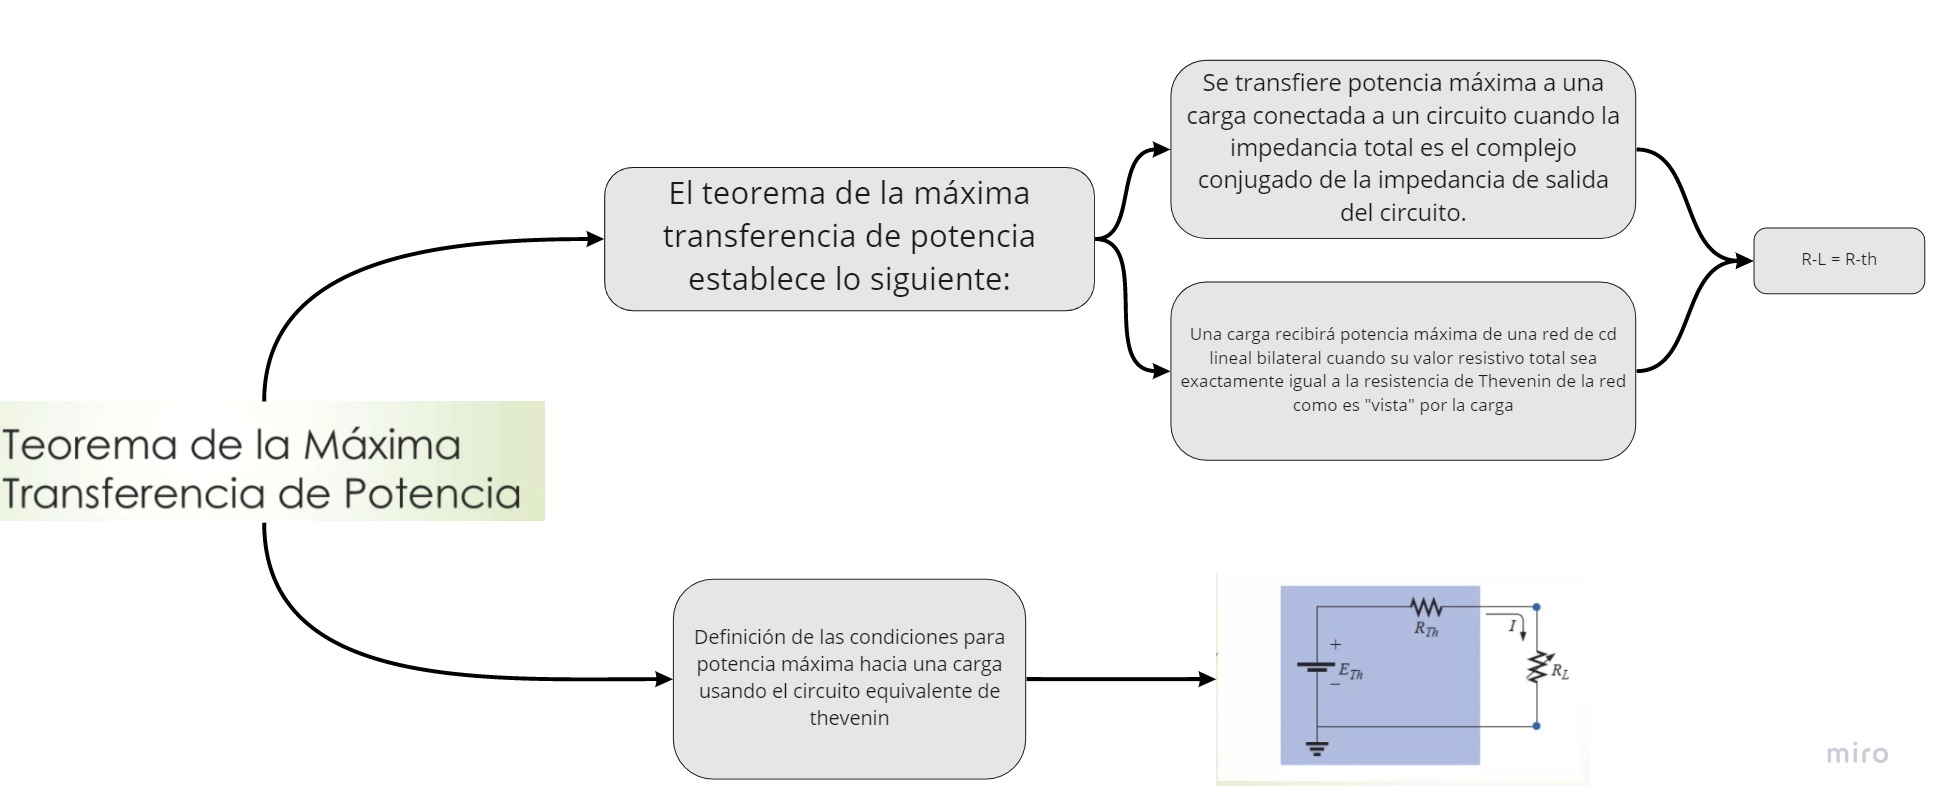 Teorema de la Máxima
Transferencia de Potencia
El teorema de la máxima
transferencia de potencia
establece lo siguiente:
Se transfiere potencia máxima a una
carga conectada a un circuito cuando la
impedancia total es el complejo
conjugado de la impedancia de salida
del circuito.
Una carga recibirá potencia máxima de una red de cd
lineal bilateral cuando su valor resistivo total sea
exactamente igual a la resistencia de Thevenin de la red
como es "vista" por la carga
R-L = R-th
Definición de las condiciones para
potencia máxima hacia una carga
usando el circuito equivalente de
thevenin
R_Th
I
+
E_Th
−
R_L
miro